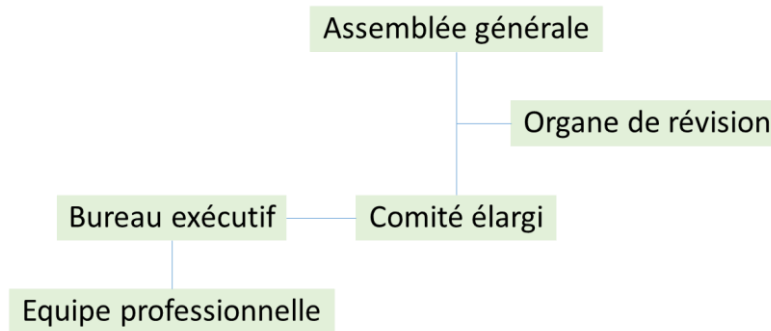 Assemblée générale
Organe de révision
Bureau exécutif
Comité élargi
Equipe professionnelle